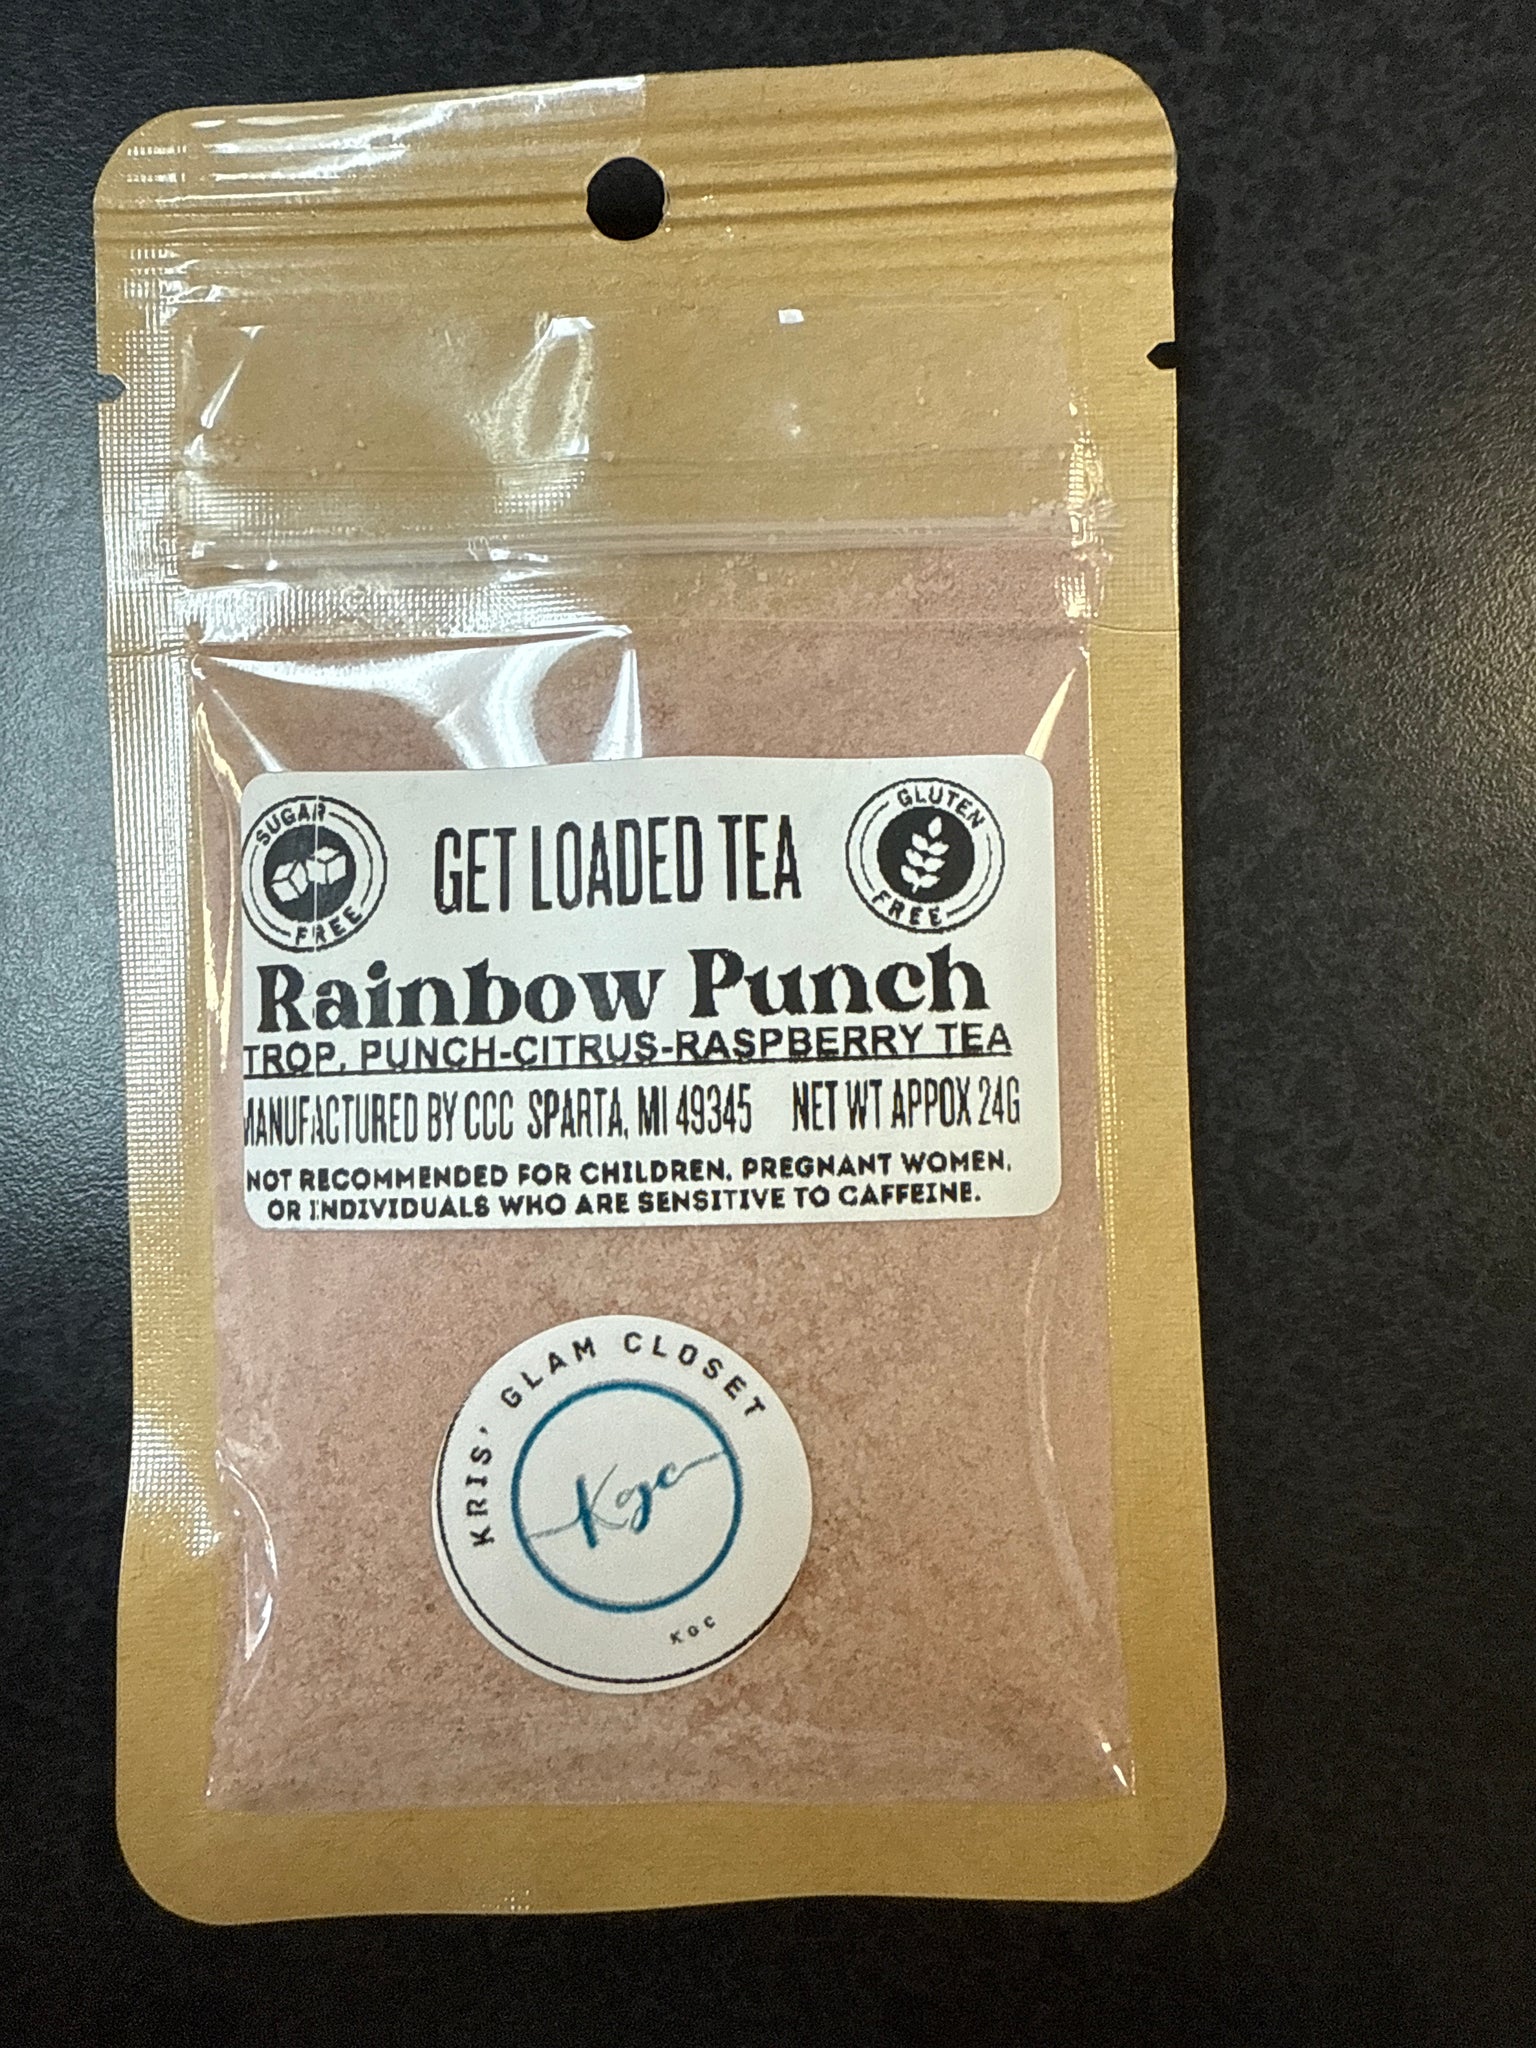 SUGAR
FREE
GET LOADED TEA
GLUTEN
FREE
Rainbow Punch
TROP. PUNCH-CITRUS-RASPBERRY TEA
MANUFACTURED BY CCC SPARTA, MI 49345 NET WT APPOX 24G
NOT RECOMMENDED FOR CHILDREN, PREGNANT WOMEN,
OR INDIVIDUALS WHO ARE SENSITIVE TO CAFFEINE.
KRIS' GLAM CLOSET
Kgc
KGC